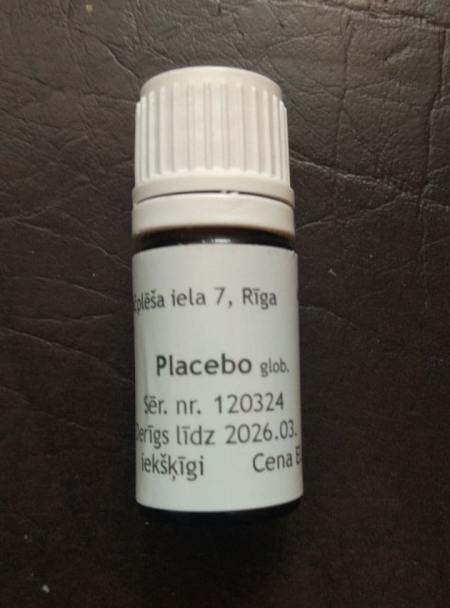 iela 7, Rīga
Placebo glob.
Sēr. nr. 120324
Derīgs līdz 2026.03.
iekšķīgi Cena